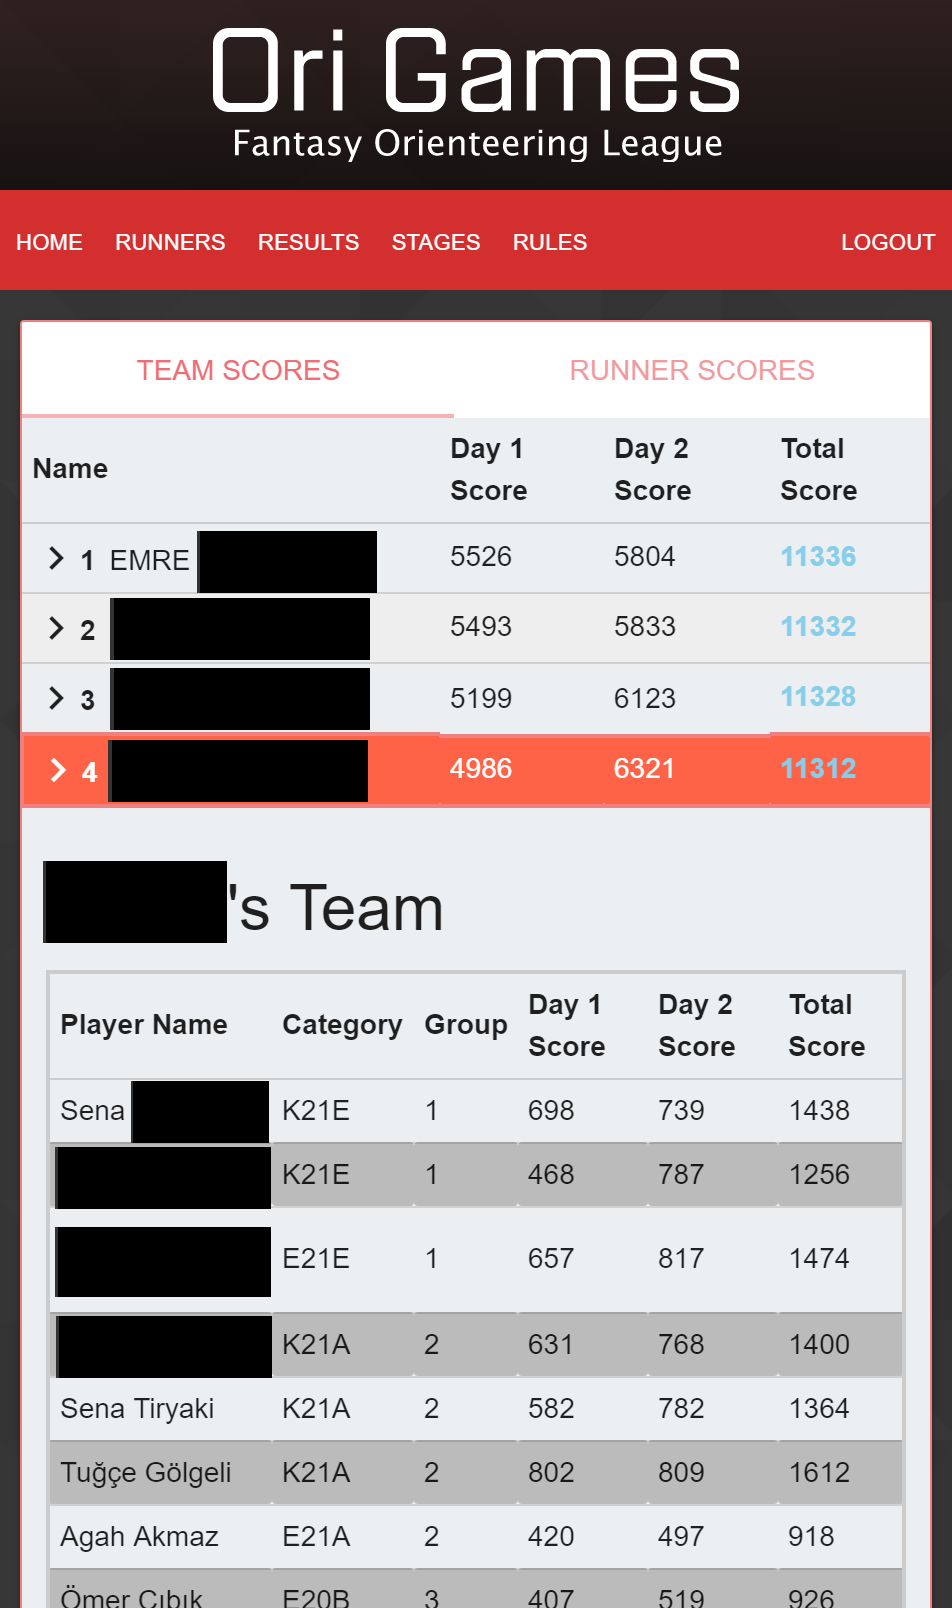 Ori Games
Fantasy Orienteering League
HOME RUNNERS RESULTS STAGES RULES LOGOUT
TEAM SCORES RUNNER SCORES
Name Day 1 Score Day 2 Score Total Score
1 EMRE 5526 5804 11336
2 5493 5833 11332
3 5199 6123 11328
4 4986 6321 11312
's Team
Player Name Category Group Day 1 Score Day 2 Score Total Score
Sena K21E 1 698 739 1438
K21E 1 468 787 1256
E21E 1 657 817 1474
K21A 2 631 768 1400
Sena Tiryaki K21A 2 582 782 1364
Tuğçe Gölgeli K21A 2 802 809 1612
Agah Akmaz E21A 2 420 497 918
Ömer Cıbık E20B 3 407 519 926